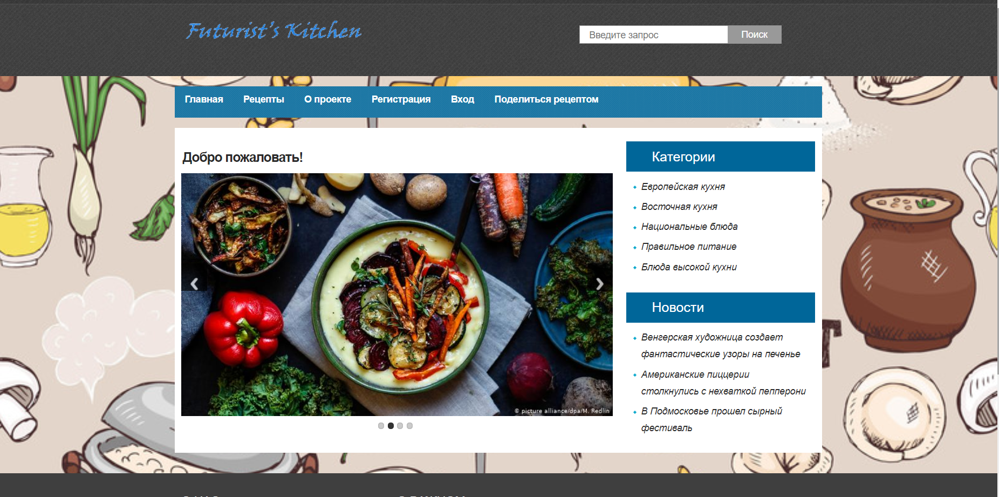 Futurist's Kitchen
Введите запрос
Поиск
Главная
Рецепты
О проекте
Регистрация
Вход
Поделиться рецептом
Добро пожаловать!
© picture alliance/dpa/M. Redlin
Категории
Европейская кухня
Восточная кухня
Национальные блюда
Правильное питание
Блюда высокой кухни
Новости
Венгерская художница создает
фантастические узоры на печенье
Американские пиццерии
столкнулись с нехваткой пепперони
В Подмосковье прошел сырный
фестиваль